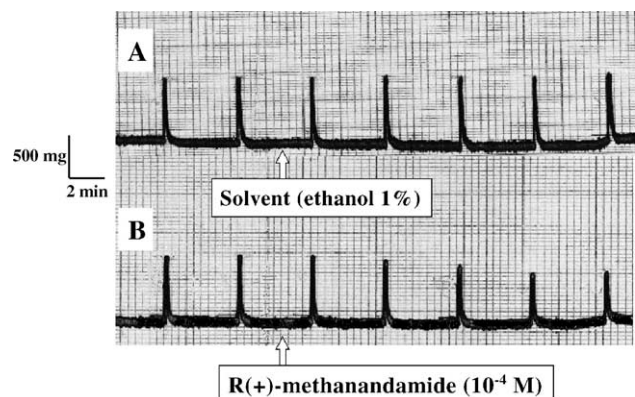 A
500 mg
2 min
Solvent (ethanol 1%)
B
R(+)-methanandamide (10⁻⁴ M)